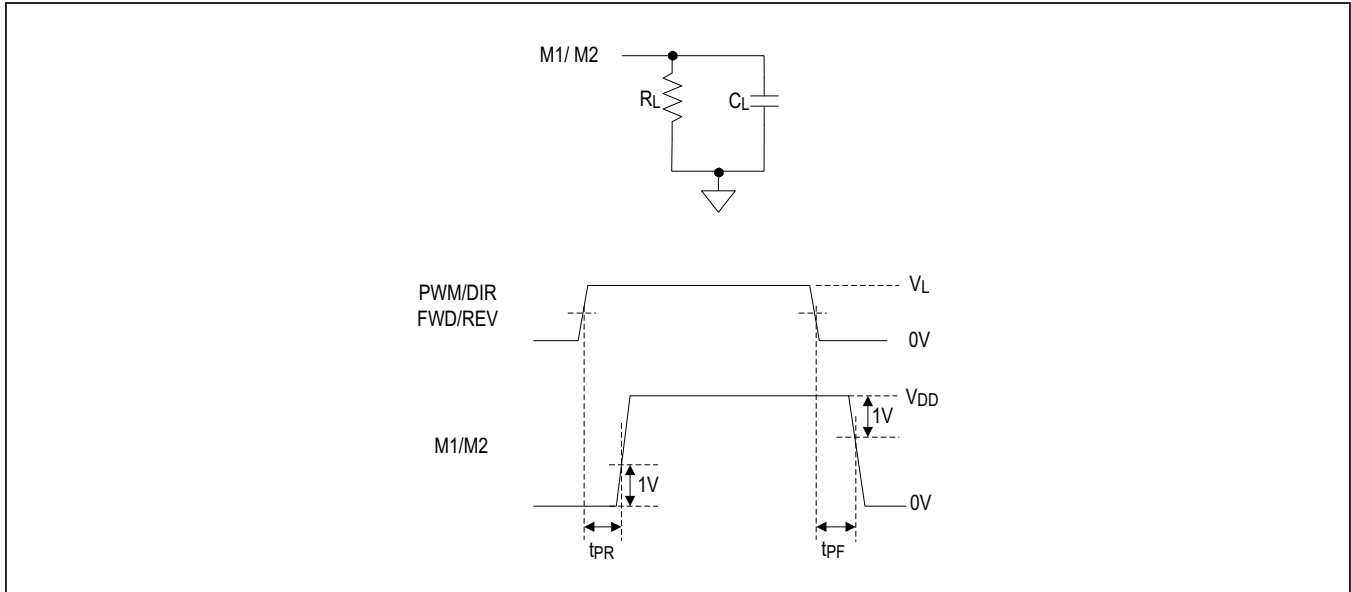 M1/ M2
RL
CL
PWM/DIR
FWD/REV
VL
0V
VDD
1V
M1/M2
1V
0V
tPR
tPF